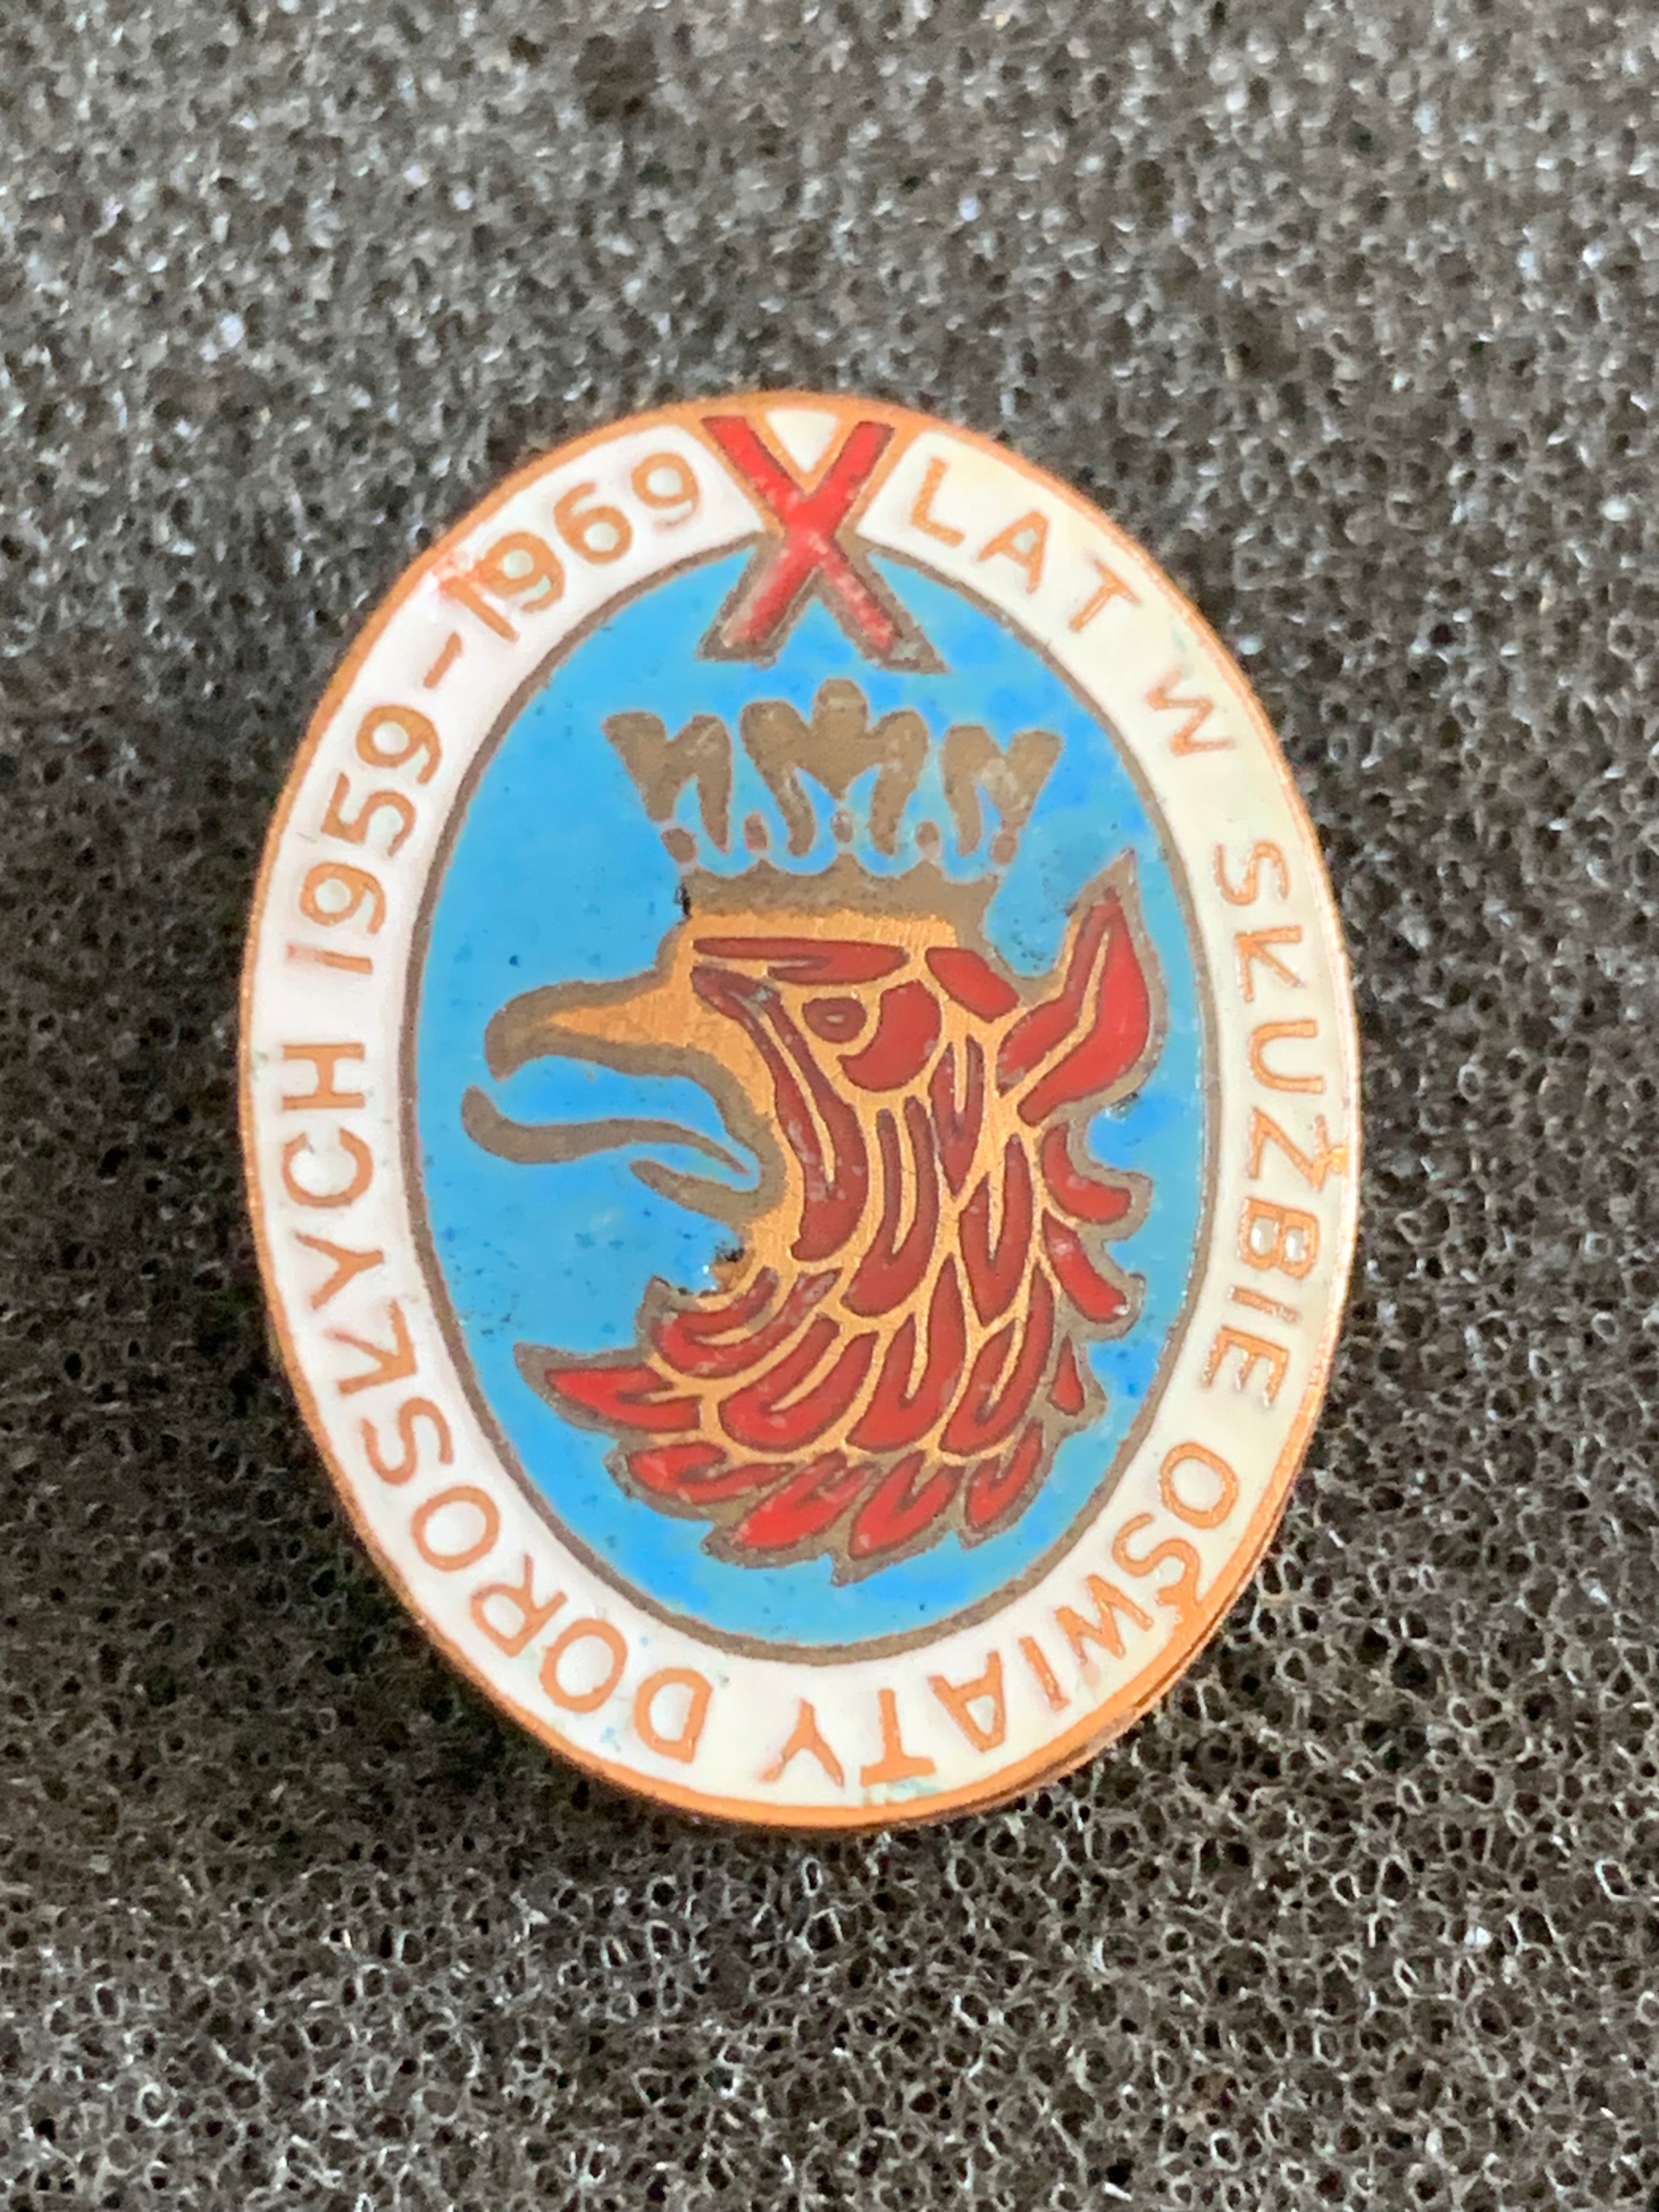 X LAT W SŁUŻBIE OŚWIATY DOROSŁYCH 1959-1969